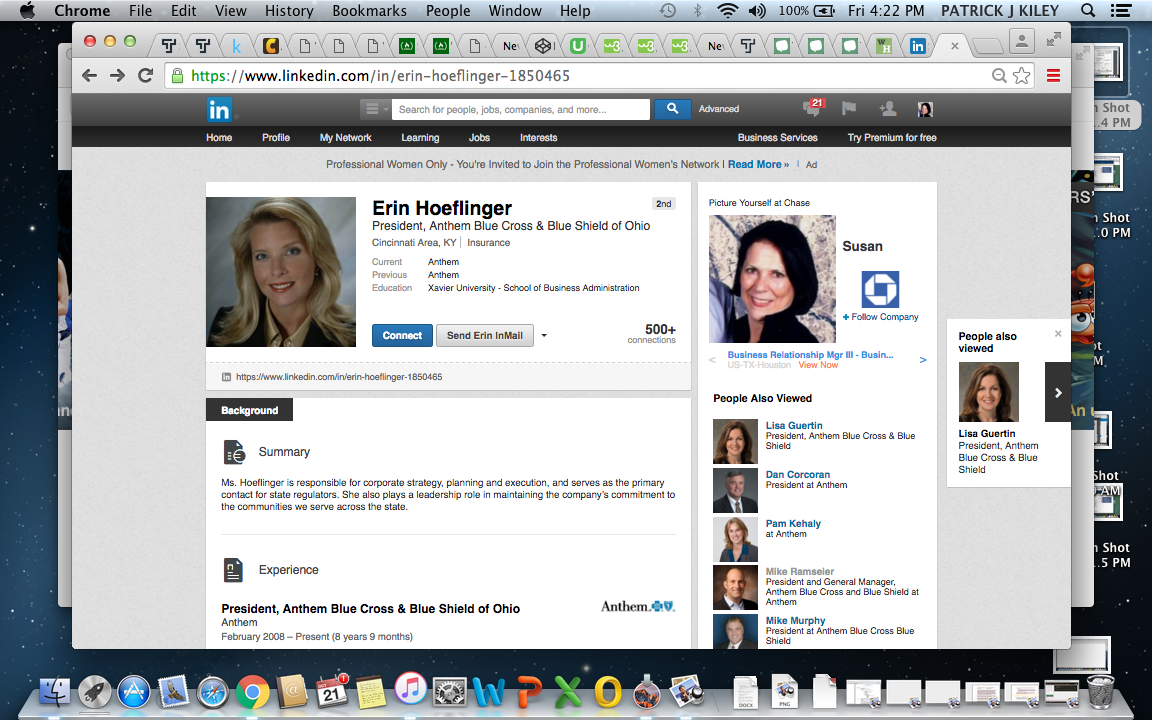 Chrome File Edit View History Bookmarks People Window Help 100% Fri 4:22 PM PATRICK J KILEY
Nev Nev
https://www.linkedin.com/in/erin-hoeflinger-1850465
in Search for people, jobs, companies, and more... Advanced 21
Home Profile My Network Learning Jobs Interests Business Services Try Premium for free
Professional Women Only - You're Invited to Join the Professional Women's Network | Read More » | Ad
Erin Hoeflinger 2nd
President, Anthem Blue Cross & Blue Shield of Ohio
Cincinnati Area, KY | Insurance
Current Anthem
Previous Anthem
Education Xavier University - School of Business Administration
Connect Send Erin InMail 500+
connections
https://www.linkedin.com/in/erin-hoeflinger-1850465
Background
Summary
Ms. Hoeflinger is responsible for corporate strategy, planning and execution, and serves as the primary
contact for state regulators. She also plays a leadership role in maintaining the company's commitment to
the communities we serve across the state.
Experience
President, Anthem Blue Cross & Blue Shield of Ohio
Anthem
February 2008 – Present (8 years 9 months)
Anthem
Picture Yourself at Chase
Susan
+ Follow Company
< Business Relationship Mgr III - Busin... >
US-TX-Houston View Now
People Also Viewed
Lisa Guertin
President, Anthem Blue Cross & Blue
Shield
Dan Corcoran
President at Anthem
Pam Kehaly
at Anthem
Mike Ramseier
President and General Manager,
Anthem Blue Cross and Blue Shield at
Anthem
Mike Murphy
President at Anthem Blue Cross Blue
Shield
People also
viewed
Lisa Guertin
President, Anthem
Blue Cross & Blue
Shield
Shot
.4 PM
RS'
n Shot
1.0 PM
M
An u
Shot
AM
n Shot
1.5 PM
21
1
DOCX
PNG